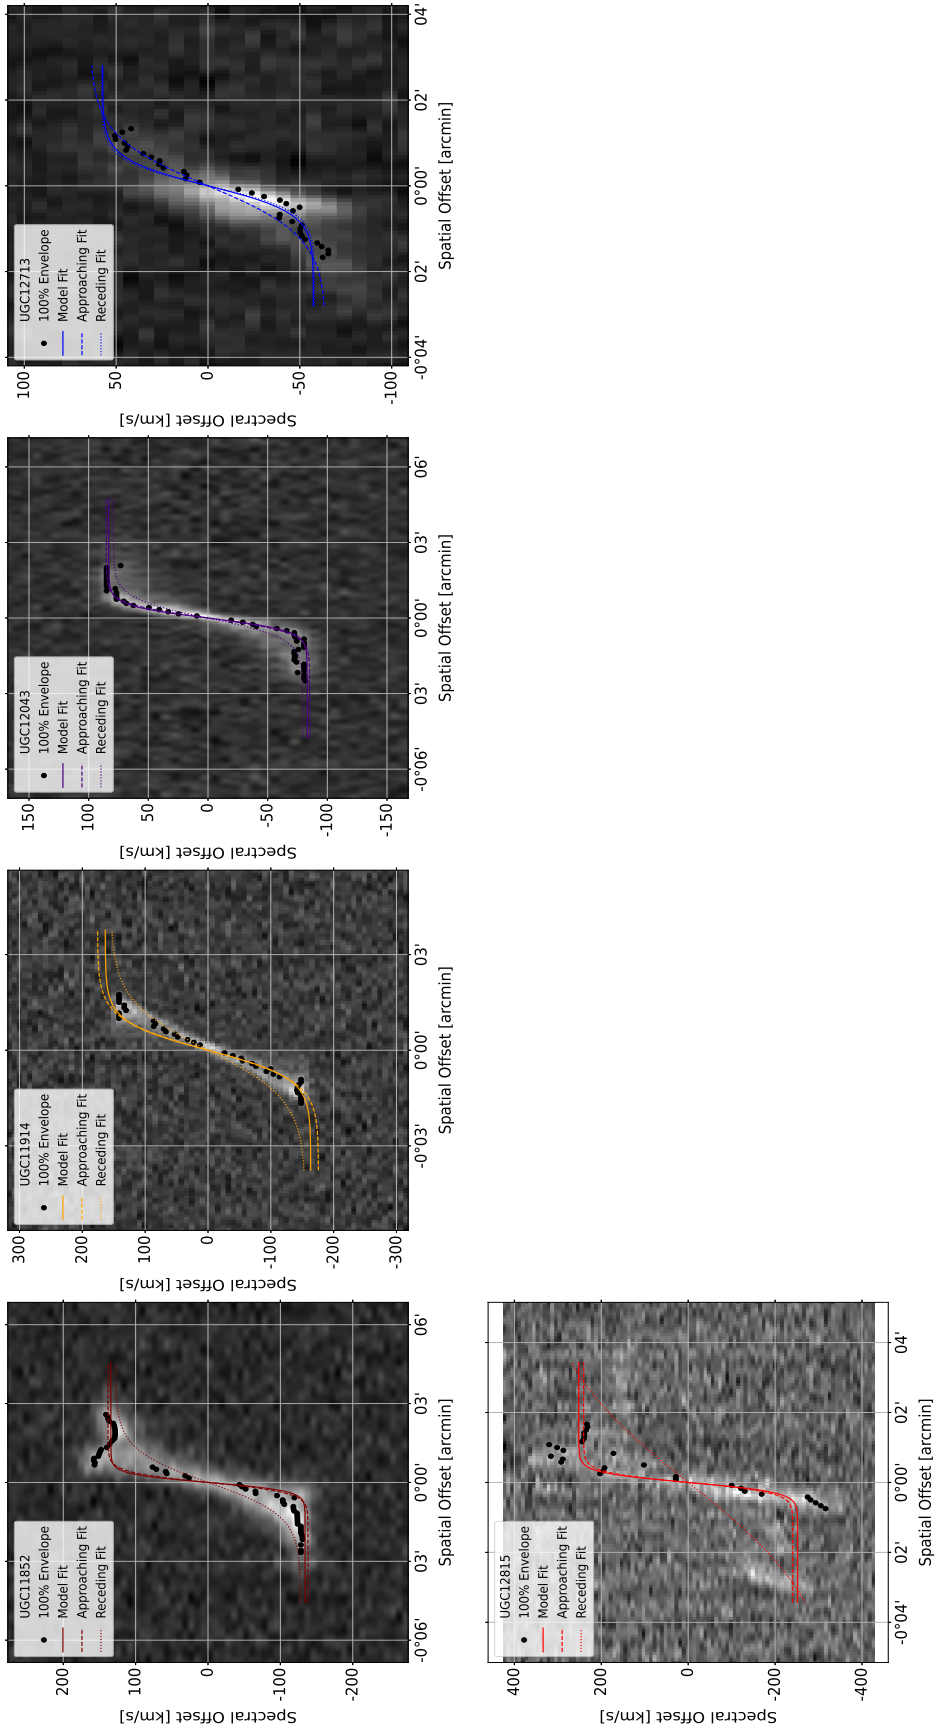 UGC12713
100% Envelope
Model Fit
Approaching Fit
Receding Fit
100
50
0
-50
-100
Spectral Offset [km/s]
-0°04'
02'
0°00'
02'
04'
Spatial Offset [arcmin]
UGC12043
100% Envelope
Model Fit
Approaching Fit
Receding Fit
150
100
50
0
-50
-100
-150
Spectral Offset [km/s]
-0°06'
03'
0°00'
03'
06'
Spatial Offset [arcmin]
UGC11914
100% Envelope
Model Fit
Approaching Fit
Receding Fit
300
200
100
0
-100
-200
-300
Spectral Offset [km/s]
-0°03'
0°00'
03'
Spatial Offset [arcmin]
UGC11852
100% Envelope
Model Fit
Approaching Fit
Receding Fit
200
100
0
-100
-200
Spectral Offset [km/s]
-0°06'
03'
0°00'
03'
06'
Spatial Offset [arcmin]
UGC12815
100% Envelope
Model Fit
Approaching Fit
Receding Fit
400
200
0
-200
-400
Spectral Offset [km/s]
-0°04'
02'
0°00'
02'
04'
Spatial Offset [arcmin]